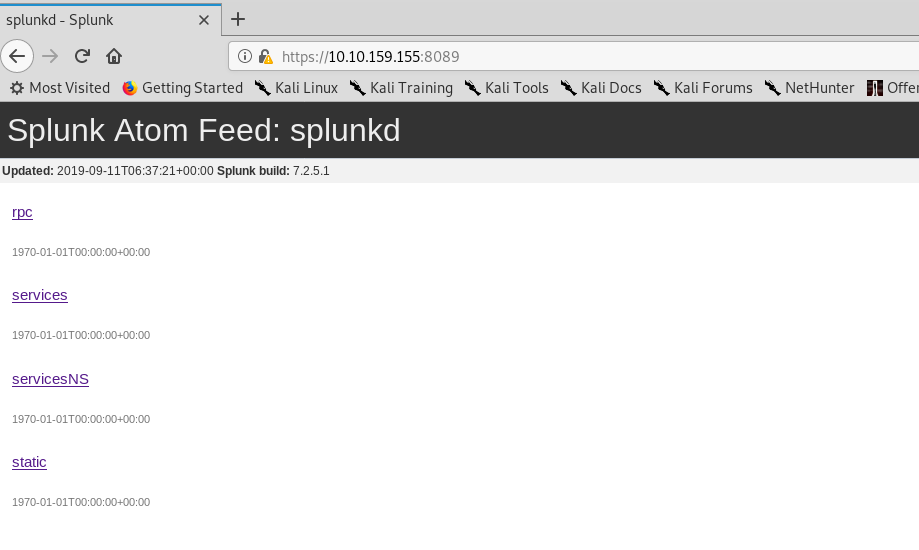 splunkd - Splunk
https://10.10.159.155:8089
Most Visited Getting Started Kali Linux Kali Training Kali Tools Kali Docs Kali Forums NetHunter Offen
Splunk Atom Feed: splunkd
Updated: 2019-09-11T06:37:21+00:00 Splunk build: 7.2.5.1
rpc
1970-01-01T00:00:00+00:00
services
1970-01-01T00:00:00+00:00
servicesNS
1970-01-01T00:00:00+00:00
static
1970-01-01T00:00:00+00:00